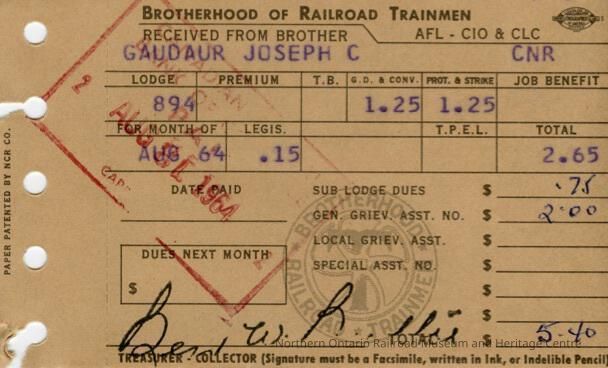 BROTHERHOOD OF RAILROAD TRAINMEN
RECEIVED FROM BROTHER AFL - CIO & CLC
GAUDAUR JOSEPH C CNR
LODGE PREMIUM T.B. G.D. & CONV. PROT. & STRIKE JOB BENEFIT
894 1.25 1.25
FOR MONTH OF LEGIS. T.P.E.L. TOTAL
AUG 64 .15 2.65
DATE PAID SUB LODGE DUES $ .75
GEN. GRIEV. ASST. NO. $ 2.00
LOCAL GRIEV. ASST. $
SPECIAL ASST. NO. $
DUES NEXT MONTH
$
TOTAL $ 5.40
TREASURER - COLLECTOR (Signature must be a Facsimile, written in Ink, or Indelible Pencil)
PAPER PATENTED BY NCR CO.
BROTHERHOOD RAILROAD TRAINMEN
AUG 1964
Northern Ontario Railroad Museum and Heritage Centre